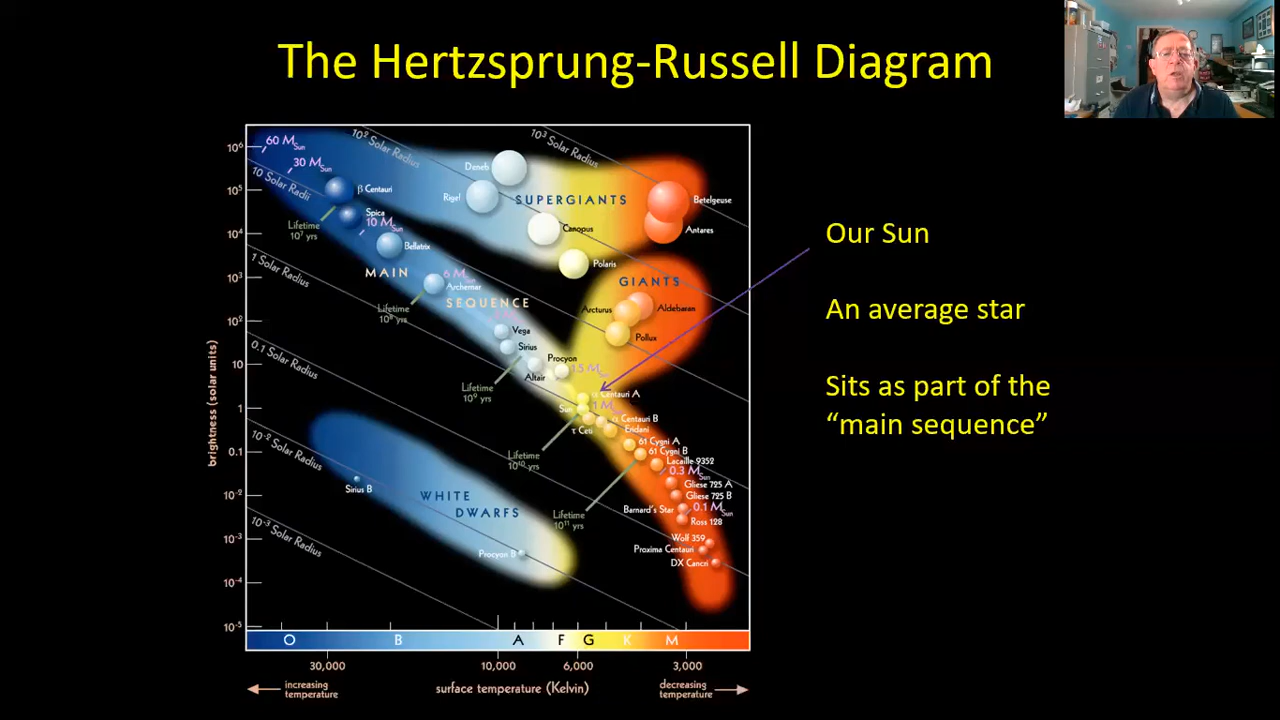 The Hertzsprung-Russell Diagram
10⁶
10⁵
10⁴
10³
10²
10
1
0.1
10⁻²
10⁻³
10⁻⁴
10⁻⁵
brightness (solar units)
60 MSun
30 MSun
10² Solar Radius
10³ Solar Radius
10 Solar Radii
1 Solar Radius
0.1 Solar Radius
10⁻² Solar Radius
10⁻³ Solar Radius
Deneb
Rigel
SUPERGIANTS
Betelgeuse
Canopus
Antares
Polaris
β Centauri
Spica
10 MSun
Lifetime
10⁷ yrs
Bellatrix
MAIN
SEQUENCE
6 MSun
Archernar
Lifetime
10⁸ yrs
GIANTS
Arcturus
Aldebaran
Pollux
Vega
Sirius
Procyon
Altair
Lifetime
10⁹ yrs
α Centauri A
Sun
α Centauri B
τ Ceti
Eridani
61 Cygni A
61 Cygni B
Lacaille 9352
0.3 MSun
Gliese 725 A
Gliese 725 B
0.1 MSun
Barnard's Star
Ross 128
Wolf 359
Proxima Centauri
DX Cancri
Lifetime
10¹⁰ yrs
Lifetime
10¹¹ yrs
Sirius B
WHITE
DWARFS
Procyon B
O B A F G K M
30,000 10,000 6,000 3,000
increasing
temperature
surface temperature (Kelvin)
decreasing
temperature
Our Sun
An average star
Sits as part of the
“main sequence”